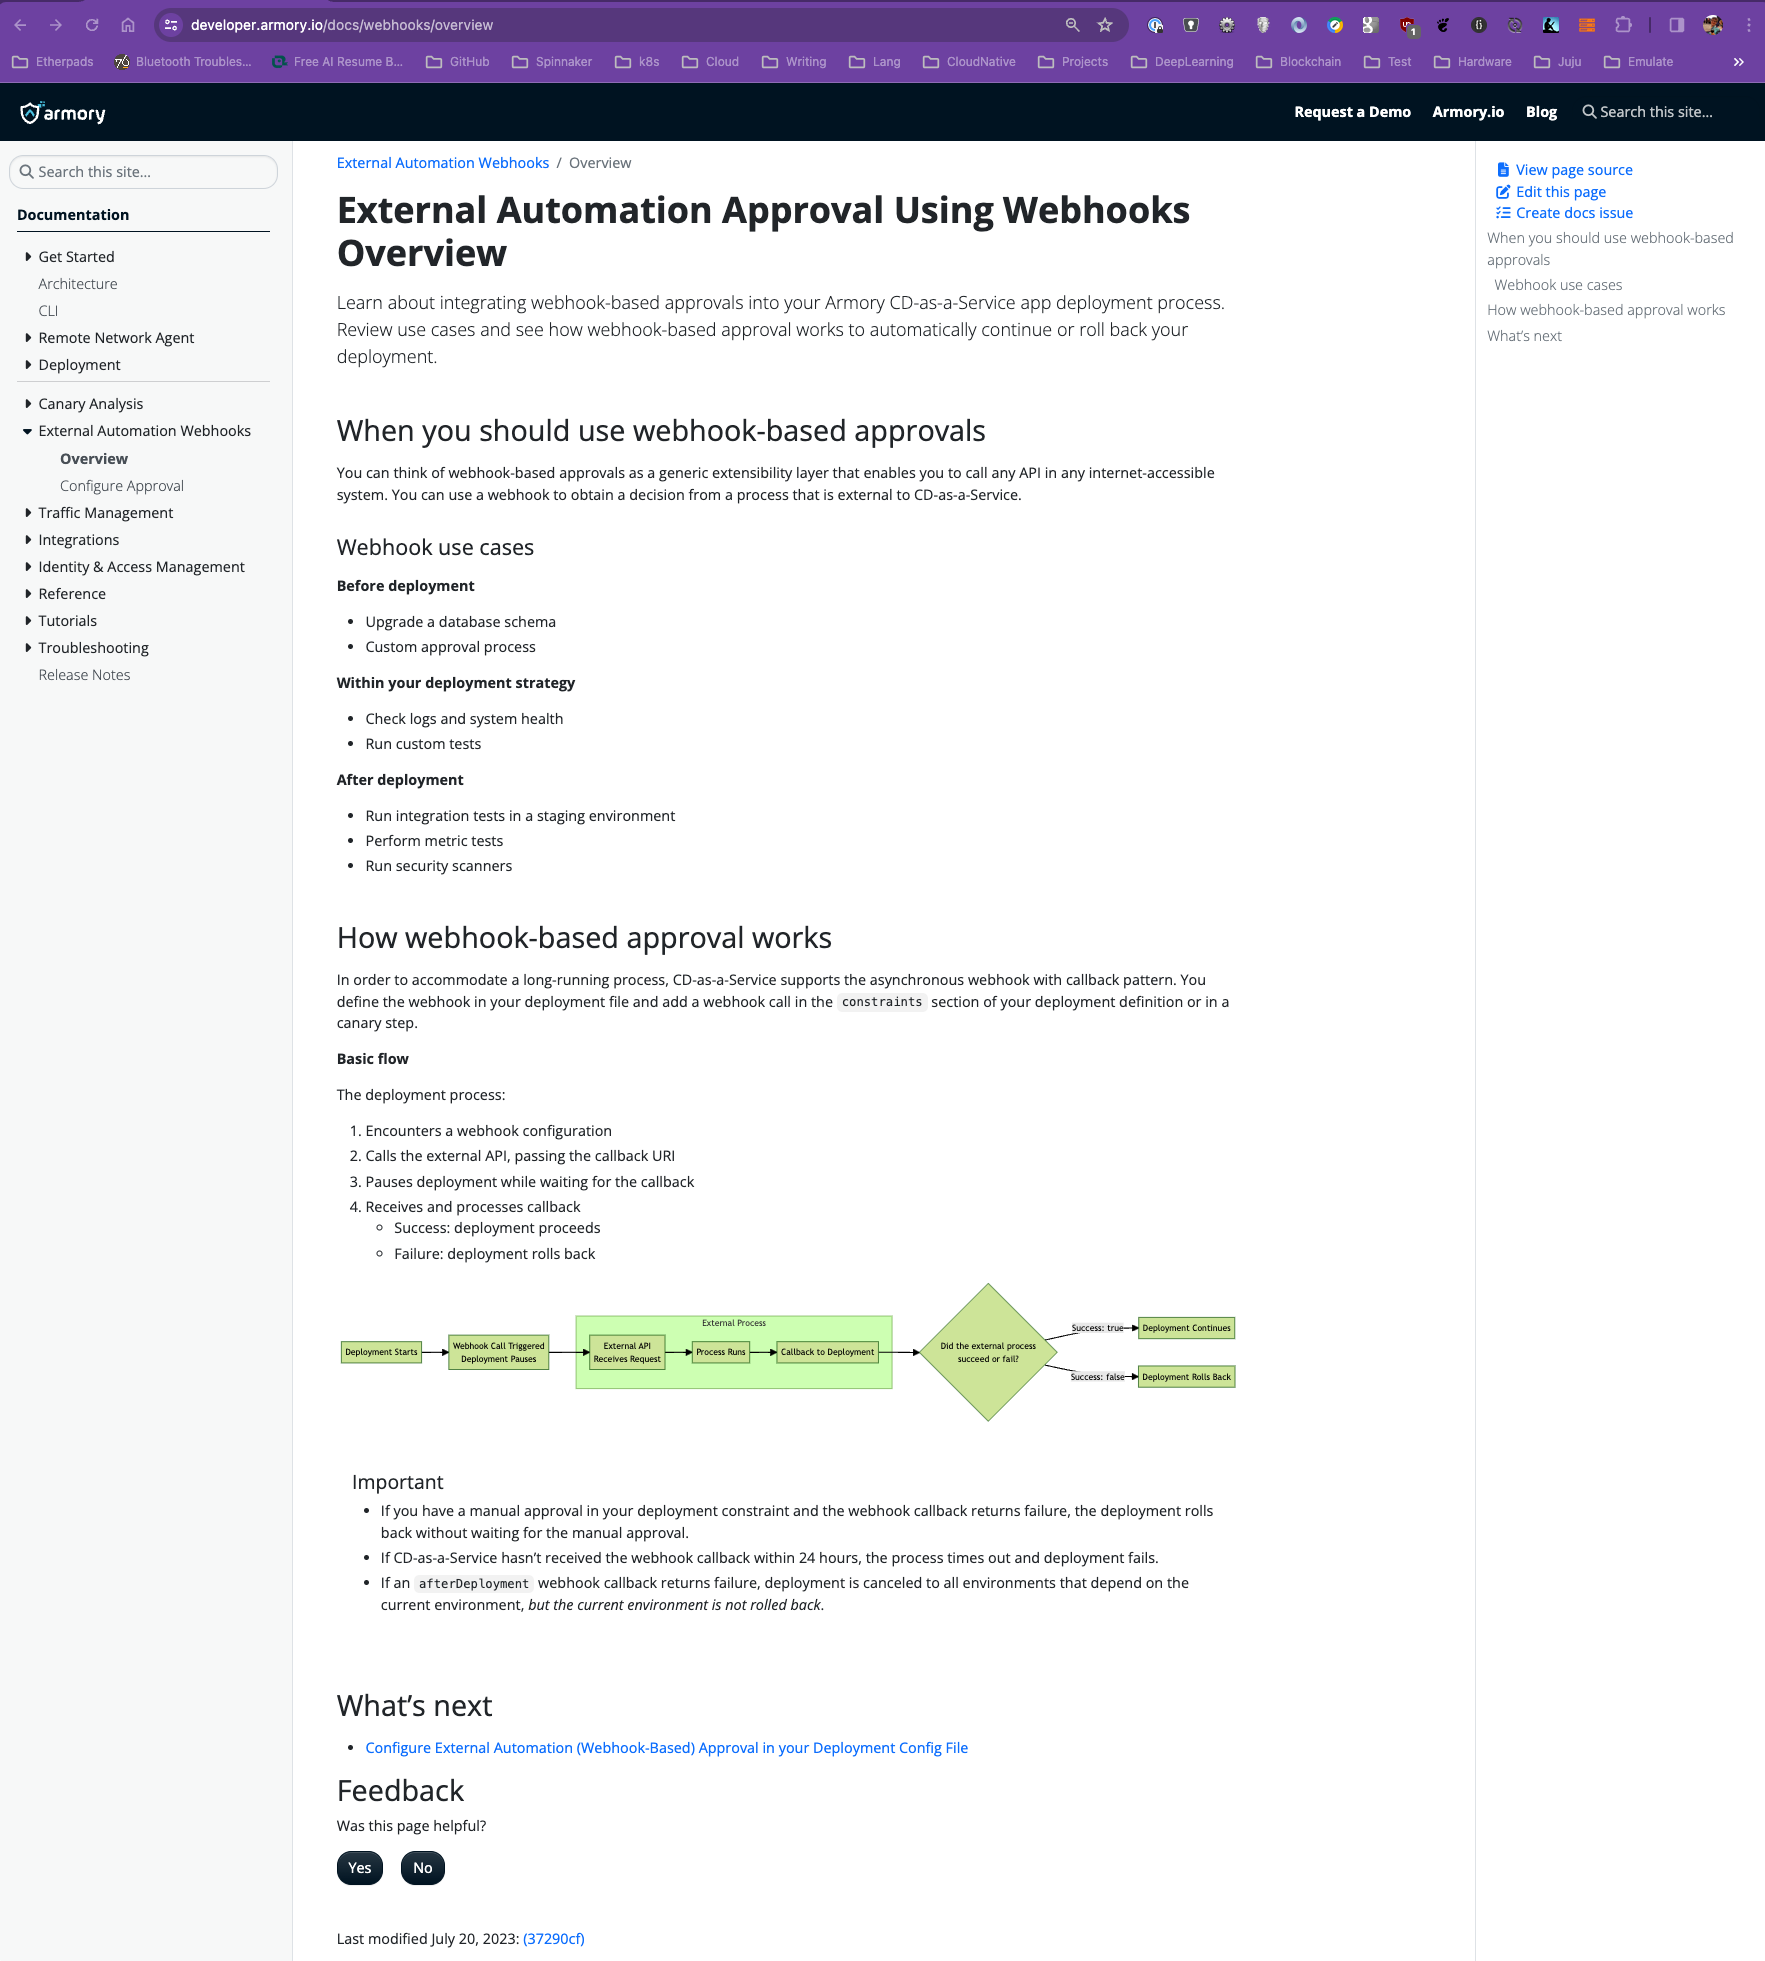 developer.armory.io/docs/webhooks/overview
1
Etherpads
Bluetooth Troubles...
Free AI Resume B...
GitHub
Spinnaker
k8s
Cloud
Writing
Lang
CloudNative
Projects
DeepLearning
Blockchain
Test
Hardware
Juju
Emulate
»
armory
Request a Demo
Armory.io
Blog
Search this site...
Search this site...
Documentation
Get Started
Architecture
CLI
Remote Network Agent
Deployment
Canary Analysis
External Automation Webhooks
Overview
Configure Approval
Traffic Management
Integrations
Identity & Access Management
Reference
Tutorials
Troubleshooting
Release Notes
External Automation Webhooks / Overview
External Automation Approval Using Webhooks
Overview
Learn about integrating webhook-based approvals into your Armory CD-as-a-Service app deployment process.
Review use cases and see how webhook-based approval works to automatically continue or roll back your
deployment.
When you should use webhook-based approvals
You can think of webhook-based approvals as a generic extensibility layer that enables you to call any API in any internet-accessible
system. You can use a webhook to obtain a decision from a process that is external to CD-as-a-Service.
Webhook use cases
Before deployment
• Upgrade a database schema
• Custom approval process
Within your deployment strategy
• Check logs and system health
• Run custom tests
After deployment
• Run integration tests in a staging environment
• Perform metric tests
• Run security scanners
How webhook-based approval works
In order to accommodate a long-running process, CD-as-a-Service supports the asynchronous webhook with callback pattern. You
define the webhook in your deployment file and add a webhook call in the constraints section of your deployment definition or in a
canary step.
Basic flow
The deployment process:
1. Encounters a webhook configuration
2. Calls the external API, passing the callback URI
3. Pauses deployment while waiting for the callback
4. Receives and processes callback
◦ Success: deployment proceeds
◦ Failure: deployment rolls back
Deployment Starts
Webhook Call Triggered
Deployment Pauses
External Process
External API
Receives Request
Process Runs
Callback to Deployment
Did the external process
succeed or fail?
Success: true
Deployment Continues
Success: false
Deployment Rolls Back
Important
• If you have a manual approval in your deployment constraint and the webhook callback returns failure, the deployment rolls
back without waiting for the manual approval.
• If CD-as-a-Service hasn't received the webhook callback within 24 hours, the process times out and deployment fails.
• If an afterDeployment webhook callback returns failure, deployment is canceled to all environments that depend on the
current environment, but the current environment is not rolled back.
What's next
• Configure External Automation (Webhook-Based) Approval in your Deployment Config File
Feedback
Was this page helpful?
Yes
No
Last modified July 20, 2023: (37290cf)
View page source
Edit this page
Create docs issue
When you should use webhook-based
approvals
Webhook use cases
How webhook-based approval works
What's next